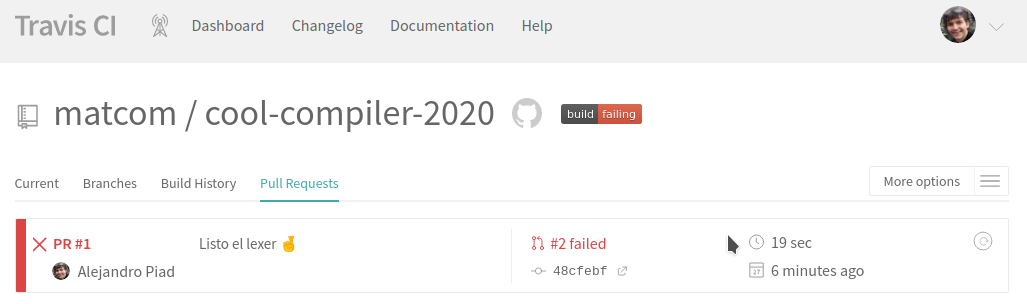 Travis CI Dashboard Changelog Documentation Help
matcom / cool-compiler-2020 build failing
Current Branches Build History Pull Requests More options
PR #1 Listo el lexer 🤞 #2 failed 19 sec
Alejandro Piad 48cfebf 27 6 minutes ago